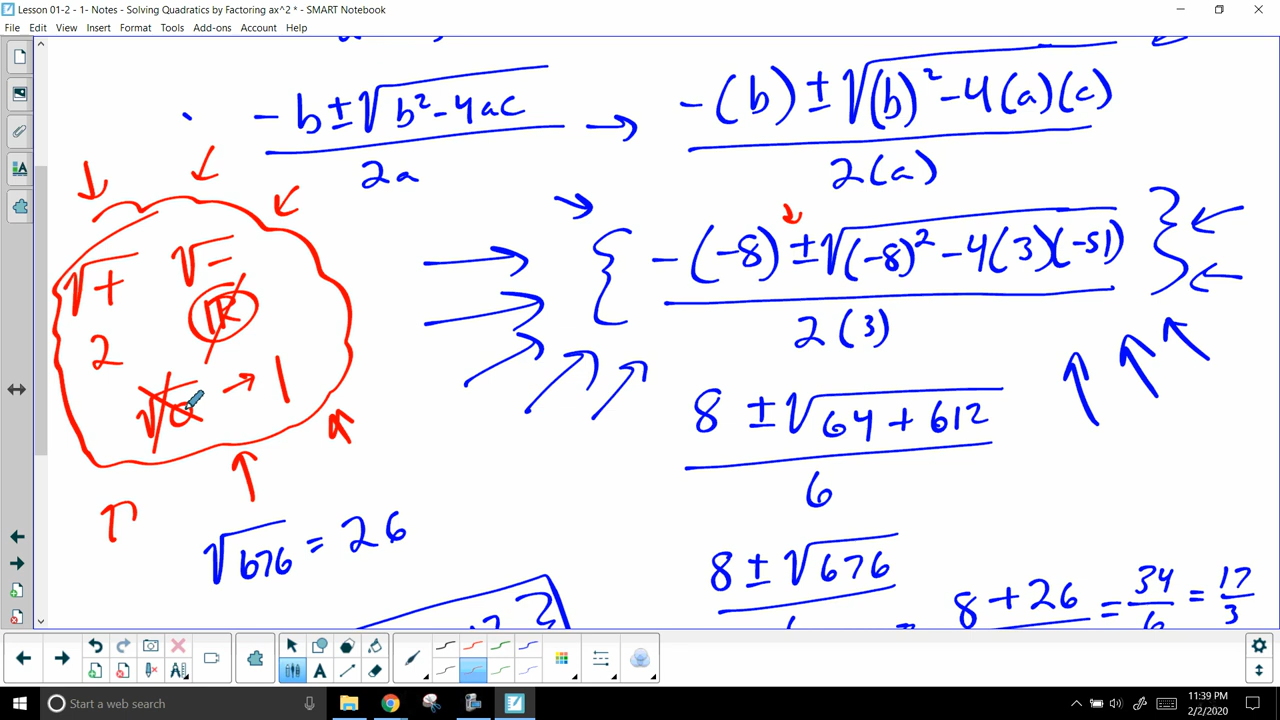 Lesson 01-2 - 1- Notes - Solving Quadratics by Factoring ax^2 * - SMART Notebook
File Edit View Insert Format Tools Add-ons Account Help
-b±√(b²-4ac) / 2a → -(b)±√((b)²-4(a)(c)) / 2(a)
√+ √-
ℝ
2
√0 → 1
{ -(-8)±√((-8)²-4(3)(-51)) / 2(3) }
8±√(64+612) / 6
√676 = 26
8±√676
8+26 / 6 = 34/6 = 17/3
Start a web search
11:39 PM
2/2/2020